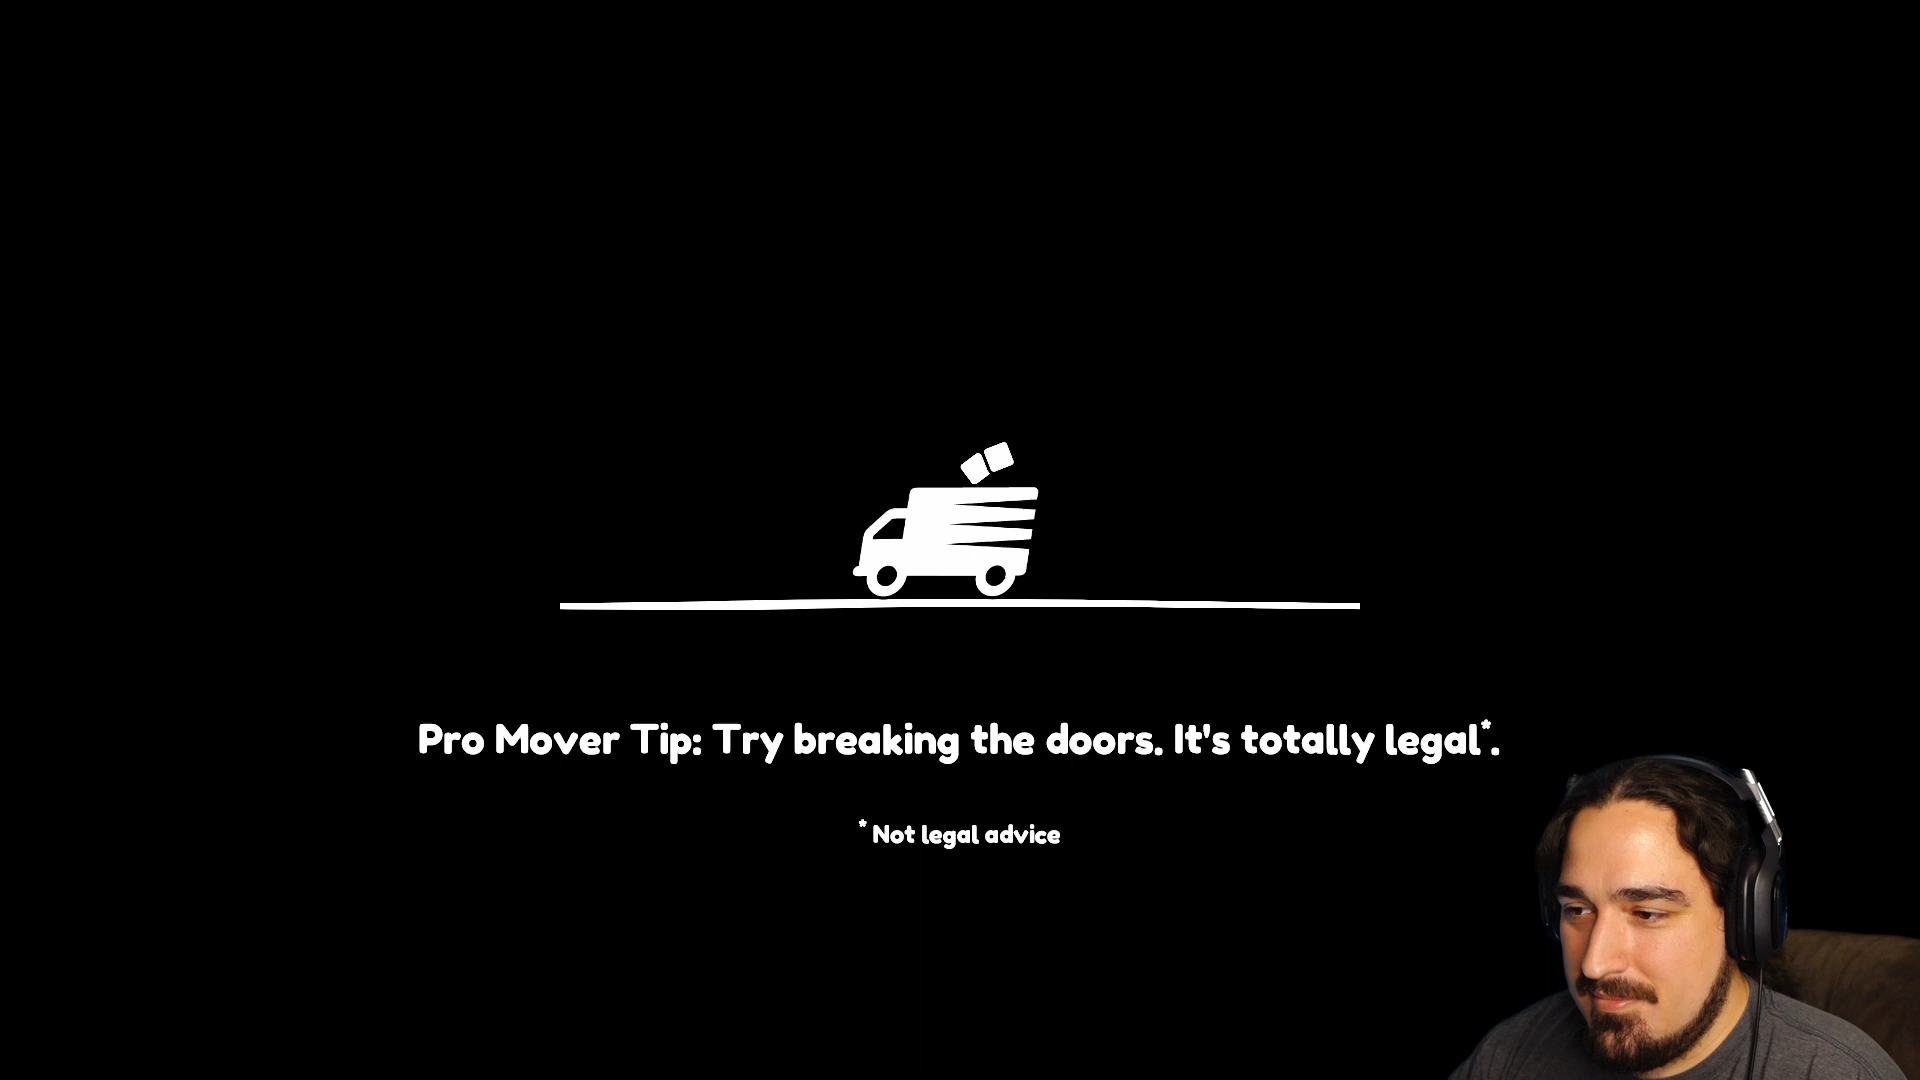 Pro Mover Tip: Try breaking the doors. It's totally legal*.
* Not legal advice